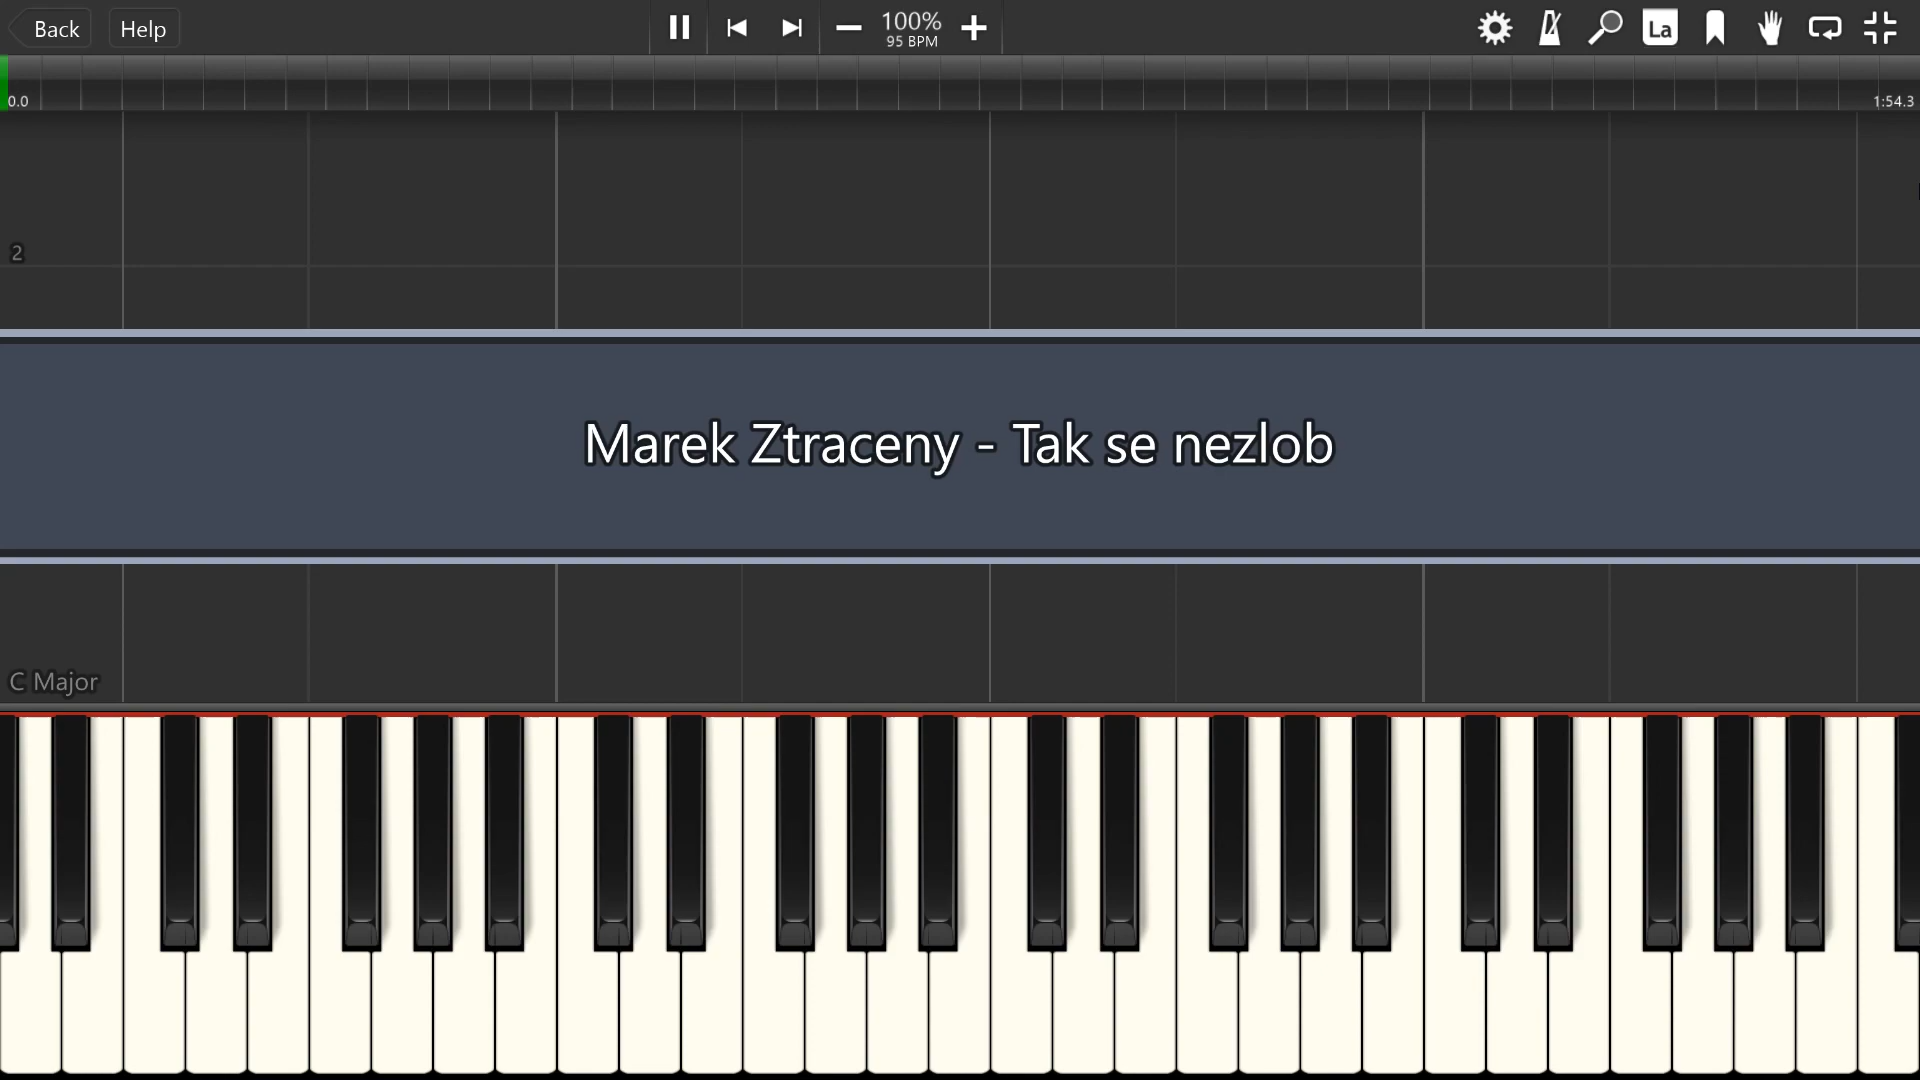 Back
Help
100%
95 BPM
La
0.0
1:54.3
2
Marek Ztraceny - Tak se nezlob
C Major